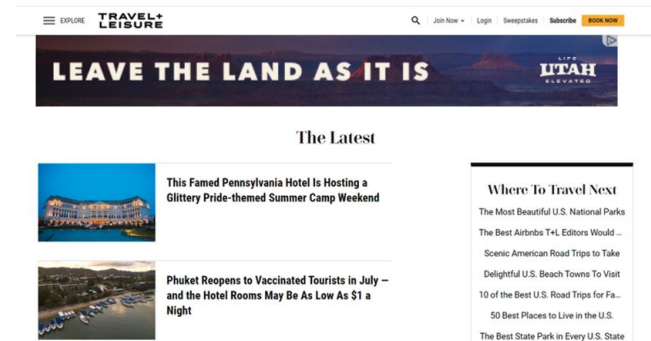 EXPLORE
TRAVEL+
LEISURE
Join Now
Login
Sweepstakes
Subscribe
BOOK NOW
LEAVE THE LAND AS IT IS
LIFE
UTAH
ELEVATED
The Latest
This Famed Pennsylvania Hotel Is Hosting a
Glittery Pride-themed Summer Camp Weekend
Phuket Reopens to Vaccinated Tourists in July —
and the Hotel Rooms May Be As Low As $1 a
Night
Where To Travel Next
The Most Beautiful U.S. National Parks
The Best Airbnbs T+L Editors Would ...
Scenic American Road Trips to Take
Delightful U.S. Beach Towns To Visit
10 of the Best U.S. Road Trips for Fa...
50 Best Places to Live in the U.S.
The Best State Park in Every U.S. State